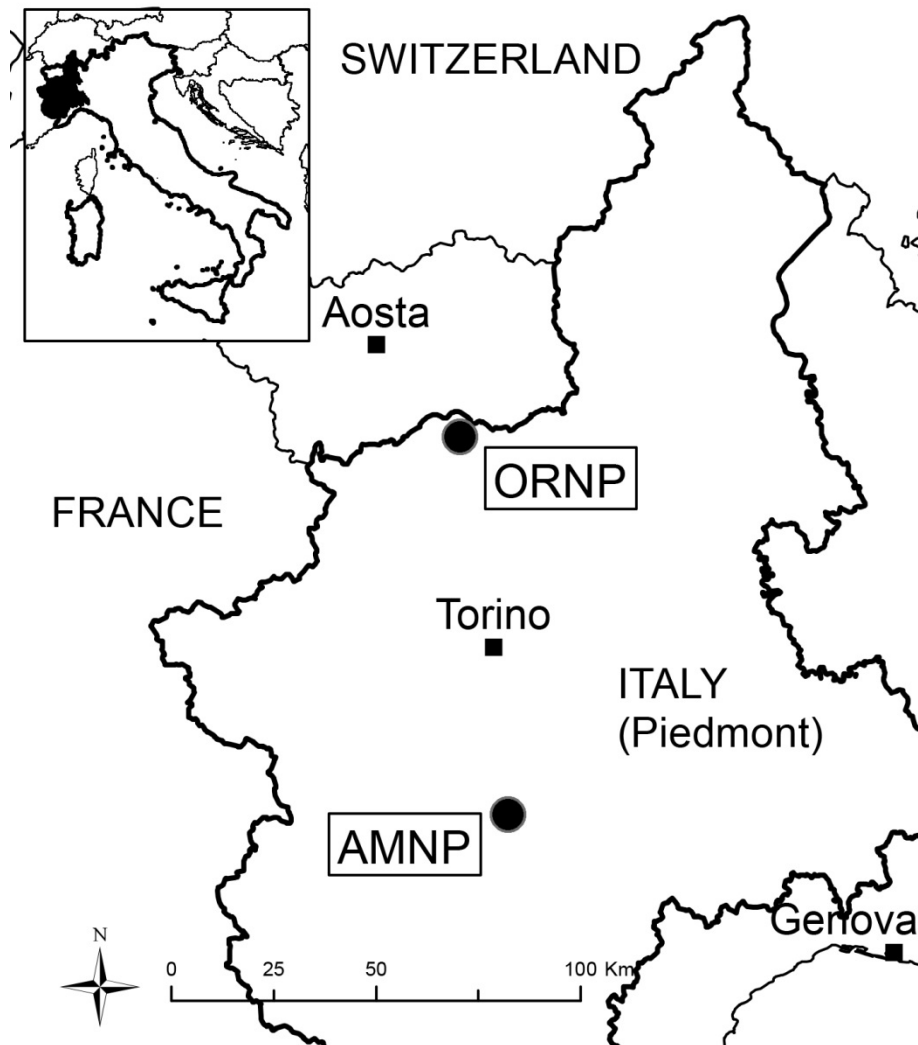 SWITZERLAND
Aosta
ORNP
FRANCE
Torino
ITALY
(Piedmont)
AMNP
Genova
N
0 25 50 100 Km